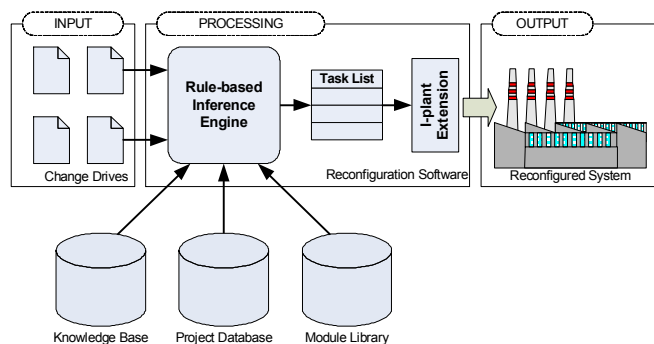 INPUT
PROCESSING
OUTPUT
Rule-based
Inference
Engine
Task List
I-plant
Extension
Change Drives
Reconfiguration Software
Reconfigured System
Knowledge Base
Project Database
Module Library